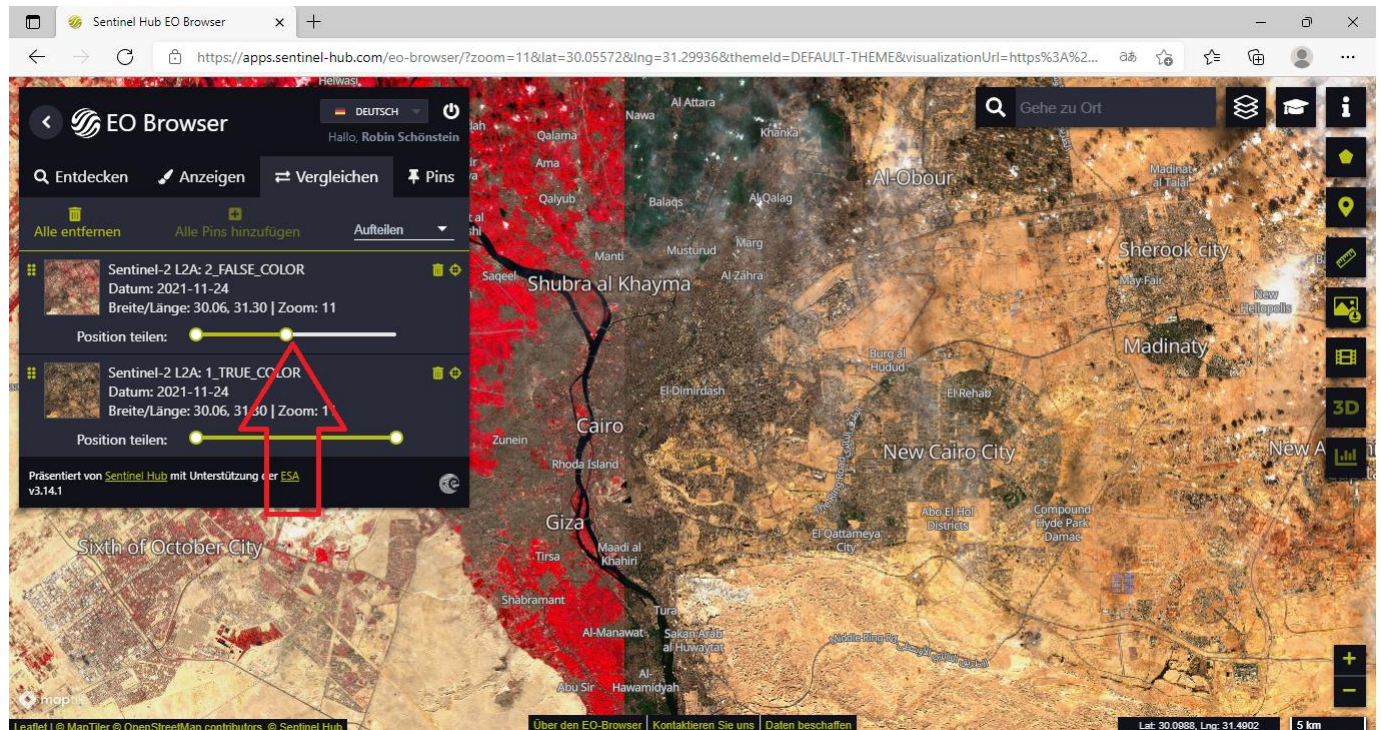 Sentinel Hub EO Browser
https://apps.sentinel-hub.com/eo-browser/?zoom=11&lat=30.05572&lng=31.29936&themeId=DEFAULT-THEME&visualizationUrl=https%3A%2...
EO Browser
DEUTSCH
Hallo, Robin Schönstein
Entdecken
Anzeigen
Vergleichen
Pins
Alle entfernen
Alle Pins hinzufügen
Aufteilen
Sentinel-2 L2A: 2_FALSE_COLOR
Datum: 2021-11-24
Breite/Länge: 30.06, 31.30 | Zoom: 11
Position teilen:
Sentinel-2 L2A: 1_TRUE_COLOR
Datum: 2021-11-24
Breite/Länge: 30.06, 31.30 | Zoom: 11
Position teilen:
Präsentiert von Sentinel Hub mit Unterstützung der ESA
v3.14.1
Gehe zu Ort
3D
Helwasi
Al Attara
Nawa
Qalama
Khanka
Ama
Qalyub
Balaqs
Al Qalag
Al-Obour
Madinat
al Talai
Manti
Musturud
Marg
Saqeel
Shubra al Khayma
Al Zahra
Sherook city
May Fair
New
Heliopolis
Burg al
Hudud
Madinaty
El Dimirdash
El Rehab
Cairo
Zunein
Rhoda Island
New Cairo City
New A
Giza
Abo El Hol
Districts
Compound
Hyde Park
Damac
El Qattameya
City
Sixth of October City
Tirsa
Maadi al
Khahiri
Shabramant
Tura
Al-Manawat
Sakan Arab
al Huwaytat
Middle Ring Rd
Al-
Hawamidyah
Abu Sir
maptiler
Leaflet | © MapTiler © OpenStreetMap contributors, © Sentinel Hub
Über den EO-Browser
Kontaktieren Sie uns
Daten beschaffen
Lat: 30.0988, Lng: 31.4902
5 km